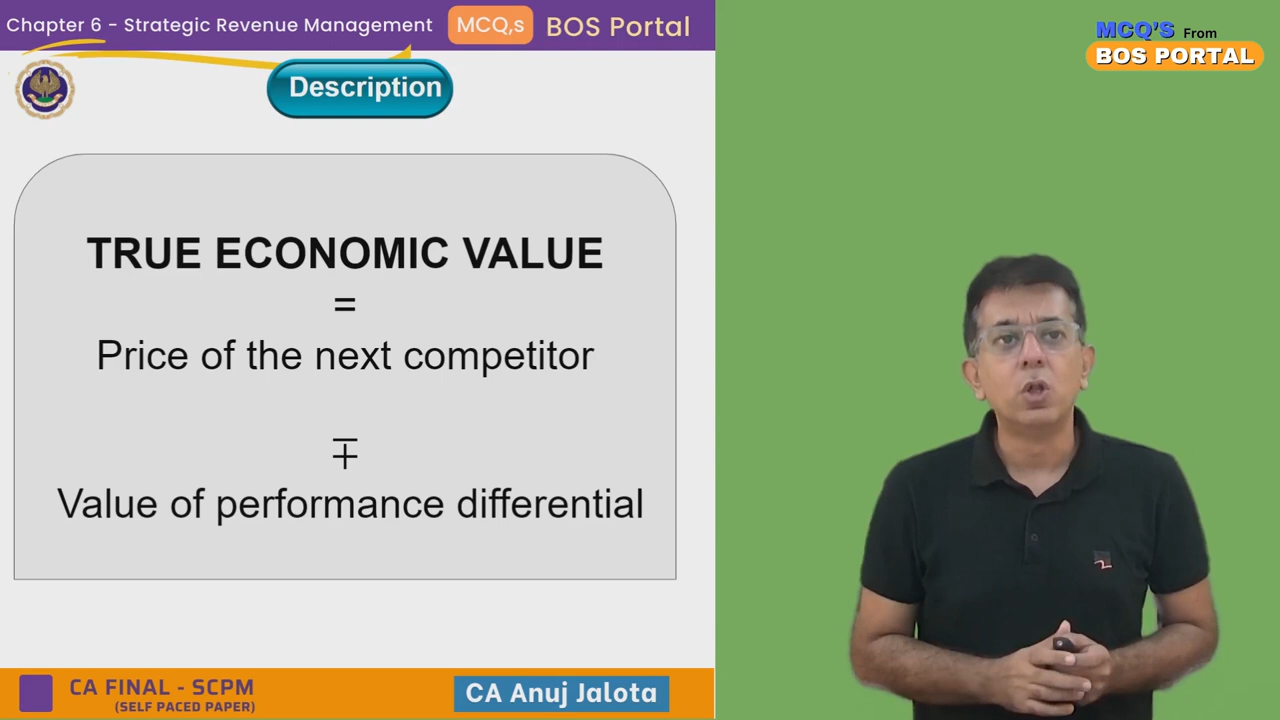 Chapter 6 - Strategic Revenue Management MCQ,s BOS Portal
MCQ'S From
BOS PORTAL
Description
TRUE ECONOMIC VALUE
=
Price of the next competitor
∓
Value of performance differential
CA FINAL - SCPM
(SELF PACED PAPER)
CA Anuj Jalota